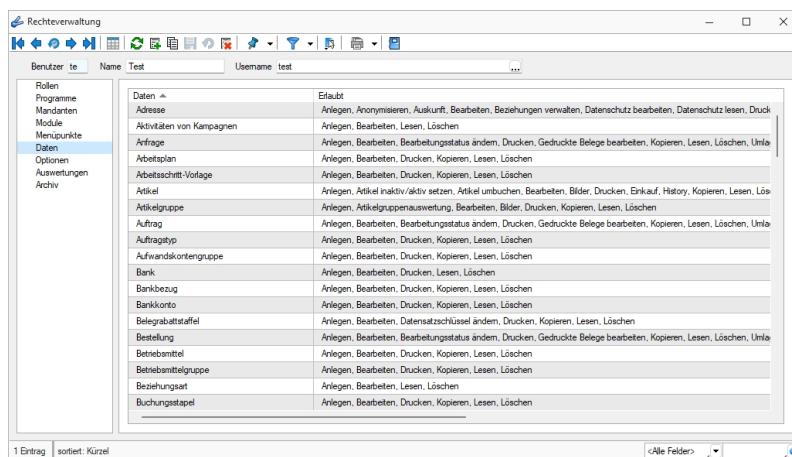 Rechteverwaltung
Benutzer te Name Test Username test ...
Rollen
Programme
Mandanten
Module
Menüpunkte
Daten
Optionen
Auswertungen
Archiv
Daten Erlaubt
Adresse Anlegen, Anonymisieren, Auskunft, Bearbeiten, Beziehungen verwalten, Datenschutz bearbeiten, Datenschutz lesen, Druck
Aktivitäten von Kampagnen Anlegen, Bearbeiten, Lesen, Löschen
Anfrage Anlegen, Bearbeiten, Bearbeitungsstatus ändern, Drucken, Gedruckte Belege bearbeiten, Kopieren, Lesen, Löschen, Umla
Arbeitsplan Anlegen, Bearbeiten, Drucken, Kopieren, Lesen, Löschen
Arbeitsschritt-Vorlage Anlegen, Bearbeiten, Drucken, Kopieren, Lesen, Löschen
Artikel Anlegen, Artikel inaktiv/aktiv setzen, Artikel umbuchen, Bearbeiten, Bilder, Drucken, Einkauf, History, Kopieren, Lesen, Lös
Artikelgruppe Anlegen, Artikelgruppenauswertung, Bearbeiten, Bilder, Drucken, Kopieren, Lesen, Löschen
Auftrag Anlegen, Bearbeiten, Bearbeitungsstatus ändern, Drucken, Gedruckte Belege bearbeiten, Kopieren, Lesen, Löschen, Umla
Auftragstyp Anlegen, Bearbeiten, Drucken, Kopieren, Lesen, Löschen
Aufwandskontengruppe Anlegen, Bearbeiten, Drucken, Kopieren, Lesen, Löschen
Bank Anlegen, Bearbeiten, Drucken, Lesen, Löschen
Bankbezug Anlegen, Bearbeiten, Drucken, Kopieren, Lesen, Löschen
Bankkonto Anlegen, Bearbeiten, Drucken, Kopieren, Lesen, Löschen
Belegrabattstaffel Anlegen, Bearbeiten, Datensatzschlüssel ändern, Drucken, Kopieren, Lesen, Löschen
Bestellung Anlegen, Bearbeiten, Bearbeitungsstatus ändern, Drucken, Gedruckte Belege bearbeiten, Kopieren, Lesen, Löschen, Umla
Betriebsmittel Anlegen, Bearbeiten, Drucken, Kopieren, Lesen, Löschen
Betriebsmittelgruppe Anlegen, Bearbeiten, Drucken, Kopieren, Lesen, Löschen
Beziehungsart Anlegen, Bearbeiten, Lesen, Löschen
Buchungsstapel Anlegen, Bearbeiten, Drucken, Kopieren, Lesen, Löschen
1 Eintrag sortiert: Kürzel <Alle Felder>